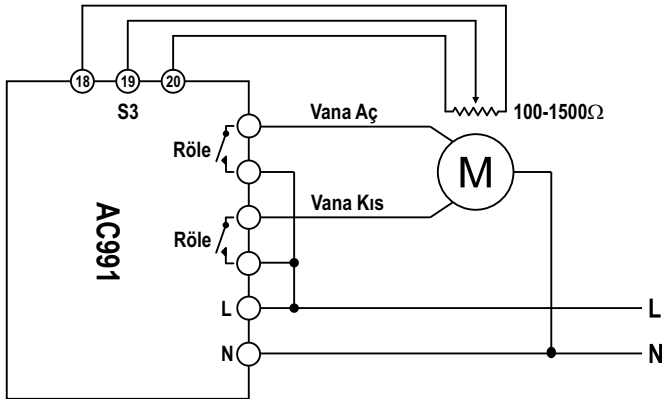 18 19 20
S3
100-1500Ω
Vana Aç
Röle
M
Vana Kıs
Röle
AC991
L
L
N
N